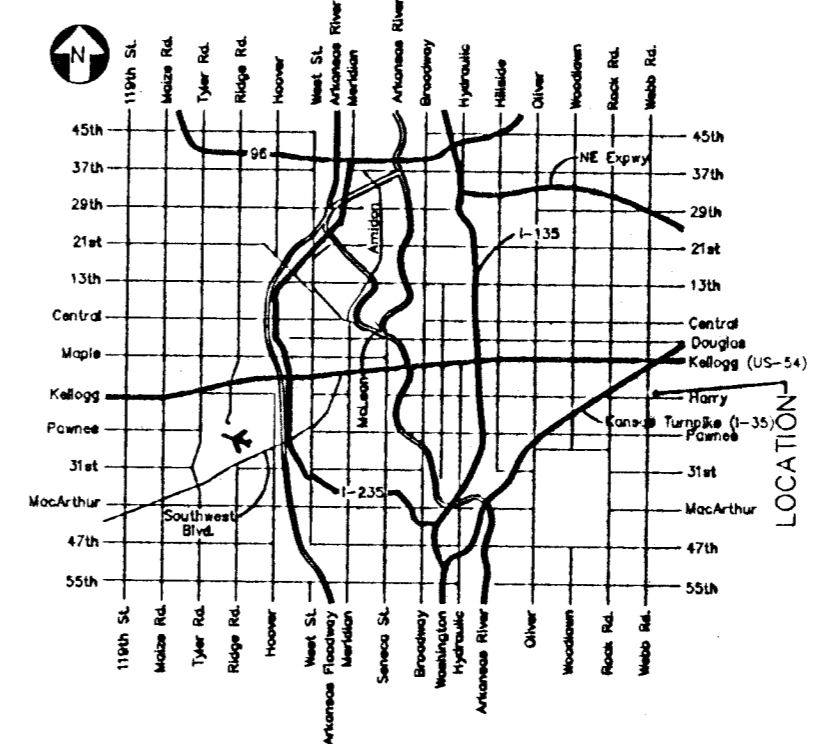 N
119th St.
Maize Rd.
Tyler Rd.
Ridge Rd.
Hoover
West St.
Arkansas River
Meridian
Arkansas River
Broadway
Hydraulic
Hillside
Oliver
Woodlawn
Rock Rd.
Webb Rd.
45th
37th
29th
21st
13th
Central
Maple
Kellogg
Pawnee
31st
MacArthur
47th
55th
96
NE Expwy
I-135
Amidon
McLean
Kansas Turnpike (I-35)
I-235
Southwest
Blvd.
45th
37th
29th
21st
13th
Central
Douglas
Kellogg (US-54)
Harry
Pawnee
31st
MacArthur
47th
55th
LOCATION
119th St.
Maize Rd.
Tyler Rd.
Ridge Rd.
Hoover
West St.
Arkansas Floodway
Meridian
Seneca St.
Broadway
Washington
Hydraulic
Arkansas River
Oliver
Woodlawn
Rock Rd.
Webb Rd.